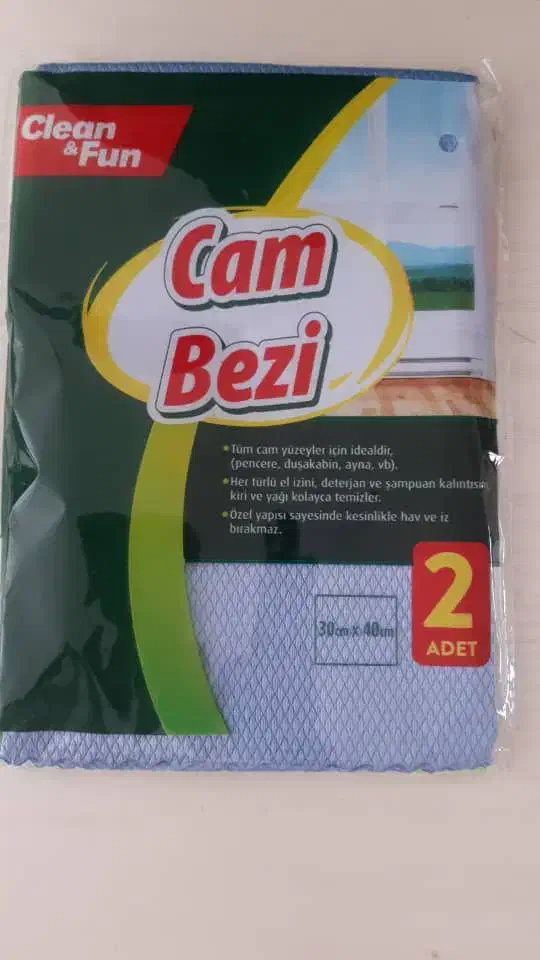 Clean
& Fun
Cam
Bezi
•Tüm cam yüzeyler için idealdir,
(pencere, duşakabin, ayna, vb).
•Her türlü el izini, deterjan ve şampuan kalıntısı,
kiri ve yağı kolayca temizler.
•Özel yapısı sayesinde kesinlikle hav ve iz
bırakmaz.
30cm x 40cm
2
ADET